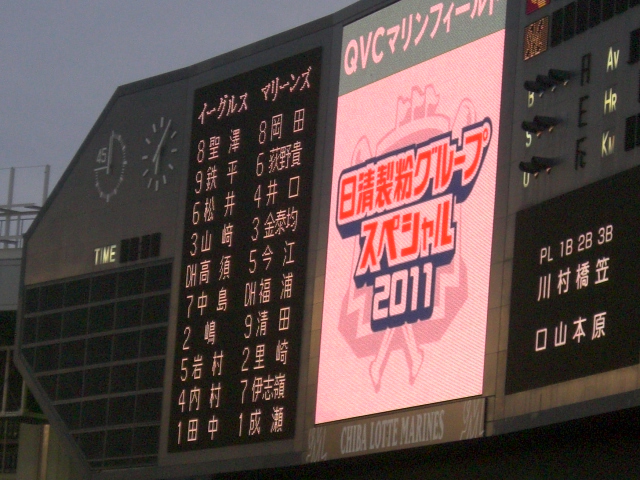 QVCマリンフィールド
日清製粉グループ
スペシャル
2011
TIME
45
イーグルス マリーンズ
8聖澤 8岡田
9鉄平 6荻野貴
6松井 4井口
3山崎 3金泰均
DH高須 5今江
7中島 DH福浦
2嶋 9清田
5岩村 2里崎
4内村 7伊志嶺
1田中 1成瀬
B H Av
S E Hr
O Fc Km
PL 1B 2B 3B
川村橋笠
口山本原
CHIBA LOTTE MARINES